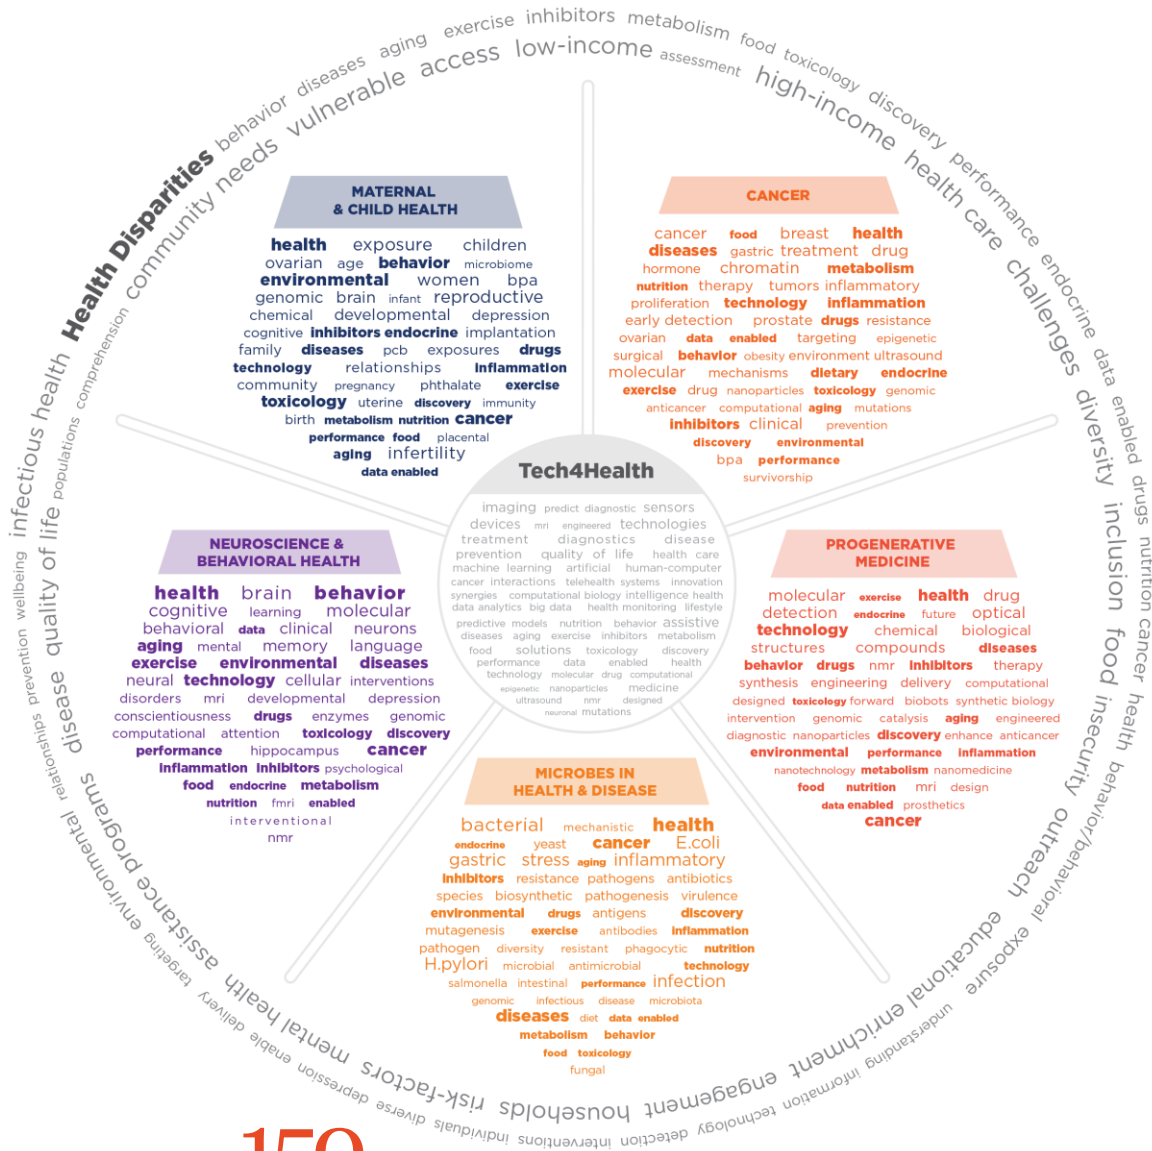 behavior diseases aging exercise inhibitors metabolism food toxicology discovery performance endocrine data enabled drugs nutrition cancer health behavior/behavioral exposure
Health Disparities
community needs vulnerable access low-income assessment high-income health care challenges diversity inclusion food insecurity outreach educational enrichment engagement households risk-factors mental health assistance programs disease quality of life populations comprehension
understanding information technology detection interventions individuals diverse depression enable delivery targeting environmental relationships prevention wellbeing infectious health
MATERNAL
& CHILD HEALTH
health exposure children
ovarian age behavior microbiome
environmental women bpa
genomic brain infant reproductive
chemical developmental depression
cognitive inhibitors endocrine implantation
family diseases pcb exposures drugs
technology relationships inflammation
community pregnancy phthalate exercise
toxicology uterine discovery immunity
birth metabolism nutrition cancer
performance food placental
aging infertility
data enabled
CANCER
cancer food breast health
diseases gastric treatment drug
hormone chromatin metabolism
nutrition therapy tumors inflammatory
proliferation technology inflammation
early detection prostate drugs resistance
ovarian data enabled targeting epigenetic
surgical behavior obesity environment ultrasound
molecular mechanisms dietary endocrine
exercise drug nanoparticles toxicology genomic
anticancer computational aging mutations
inhibitors clinical prevention
discovery environmental
bpa performance
survivorship
Tech4Health
imaging predict diagnostic sensors
devices mri engineered technologies
treatment diagnostics disease
prevention quality of life health care
machine learning artificial human-computer
cancer interactions telehealth systems innovation
synergies computational biology intelligence health
data analytics big data health monitoring lifestyle
predictive models nutrition behavior assistive
diseases aging exercise inhibitors metabolism
food solutions toxicology discovery
performance data enabled health
technology molecular drug computational
epigenetic nanoparticles medicine
ultrasound nmr designed
neuronal mutations
NEUROSCIENCE &
BEHAVIORAL HEALTH
health brain behavior
cognitive learning molecular
behavioral data clinical neurons
aging mental memory language
exercise environmental diseases
neural technology cellular interventions
disorders mri developmental depression
conscientiousness drugs enzymes genomic
computational attention toxicology discovery
performance hippocampus cancer
inflammation inhibitors psychological
food endocrine metabolism
nutrition fmri enabled
interventional
nmr
PROGENERATIVE
MEDICINE
molecular exercise health drug
detection endocrine future optical
technology chemical biological
structures compounds diseases
behavior drugs nmr inhibitors therapy
synthesis engineering delivery computational
designed toxicology forward biobots synthetic biology
intervention genomic catalysis aging engineered
diagnostic nanoparticles discovery enhance anticancer
environmental performance inflammation
nanotechnology metabolism nanomedicine
food nutrition mri design
data enabled prosthetics
cancer
MICROBES IN
HEALTH & DISEASE
bacterial mechanistic health
endocrine yeast cancer E.coli
gastric stress aging inflammatory
inhibitors resistance pathogens antibiotics
species biosynthetic pathogenesis virulence
environmental drugs antigens discovery
mutagenesis exercise antibodies inflammation
pathogen diversity resistant phagocytic nutrition
H.pylori microbial antimicrobial technology
salmonella intestinal performance infection
genomic infectious disease microbiota
diseases diet data enabled
metabolism behavior
food toxicology
fungal
150